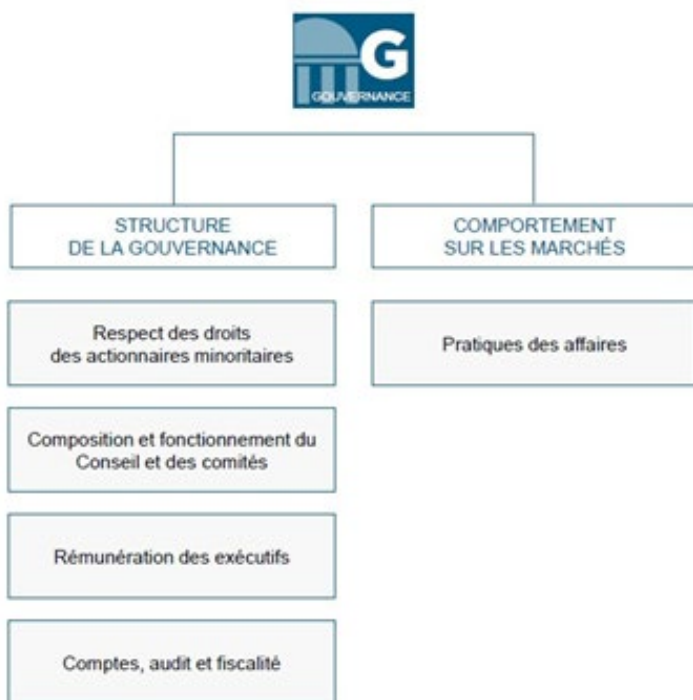 G
GOUVERNANCE
STRUCTURE
DE LA GOUVERNANCE
Respect des droits
des actionnaires minoritaires
Composition et fonctionnement du
Conseil et des comités
Rémunération des exécutifs
Comptes, audit et fiscalité
COMPORTEMENT
SUR LES MARCHÉS
Pratiques des affaires